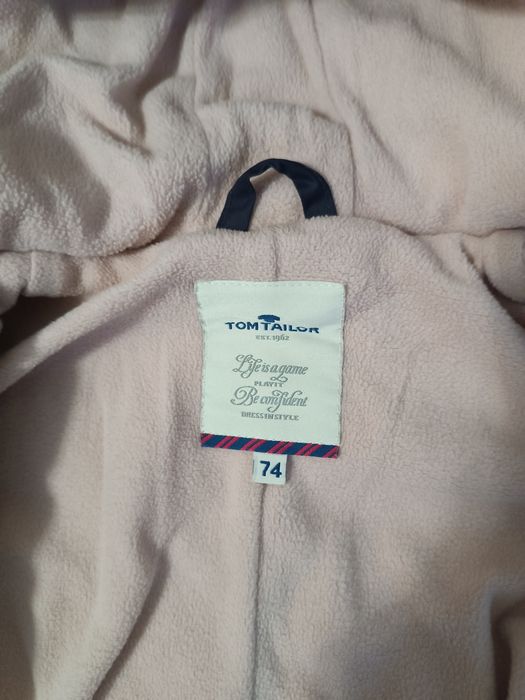 TOM TAILOR
EST. 1962
Life is a game
PLAY IT
Be confident
DRESS IN STYLE
74